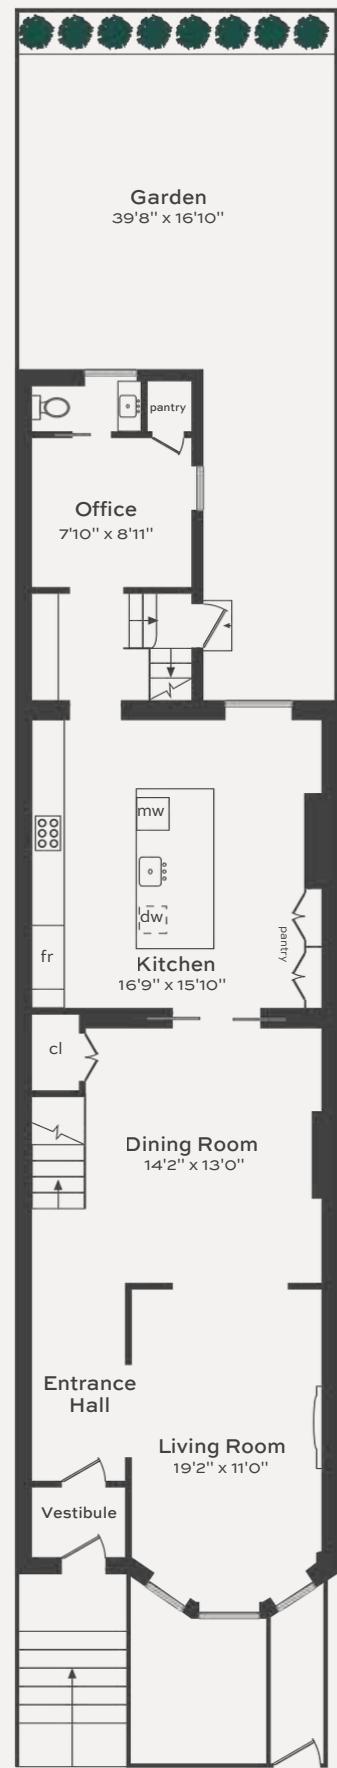 Garden
39'8" x 16'10"
pantry
Office
7'10" x 8'11"
mw
dw
fr
pantry
Kitchen
16'9" x 15'10"
cl
Dining Room
14'2" x 13'0"
Entrance
Hall
Living Room
19'2" x 11'0"
Vestibule